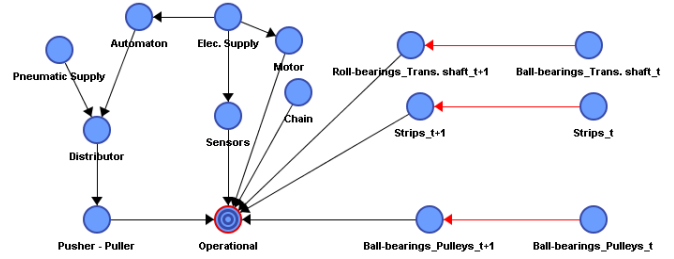 Automaton
Elec. Supply
Pneumatic Supply
Motor
Roll-bearings_Trans. shaft_t+1
Ball-bearings_Trans. shaft_t
Chain
Sensors
Strips_t+1
Strips_t
Distributor
Pusher - Puller
Operational
Ball-bearings_Pulleys_t+1
Ball-bearings_Pulleys_t